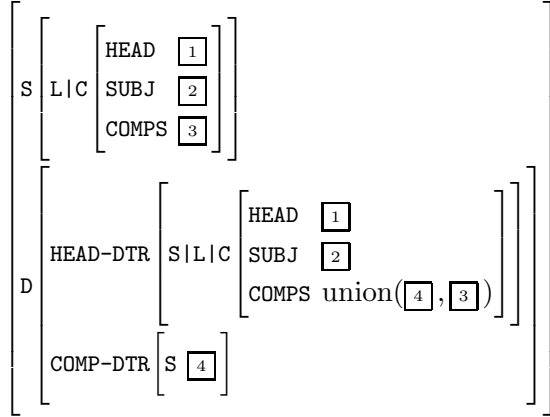 HEAD 1
S L|C SUBJ 2
COMPS 3
HEAD 1
HEAD-DTR S|L|C SUBJ 2
D
COMPS union(4,3)
COMP-DTR S 4